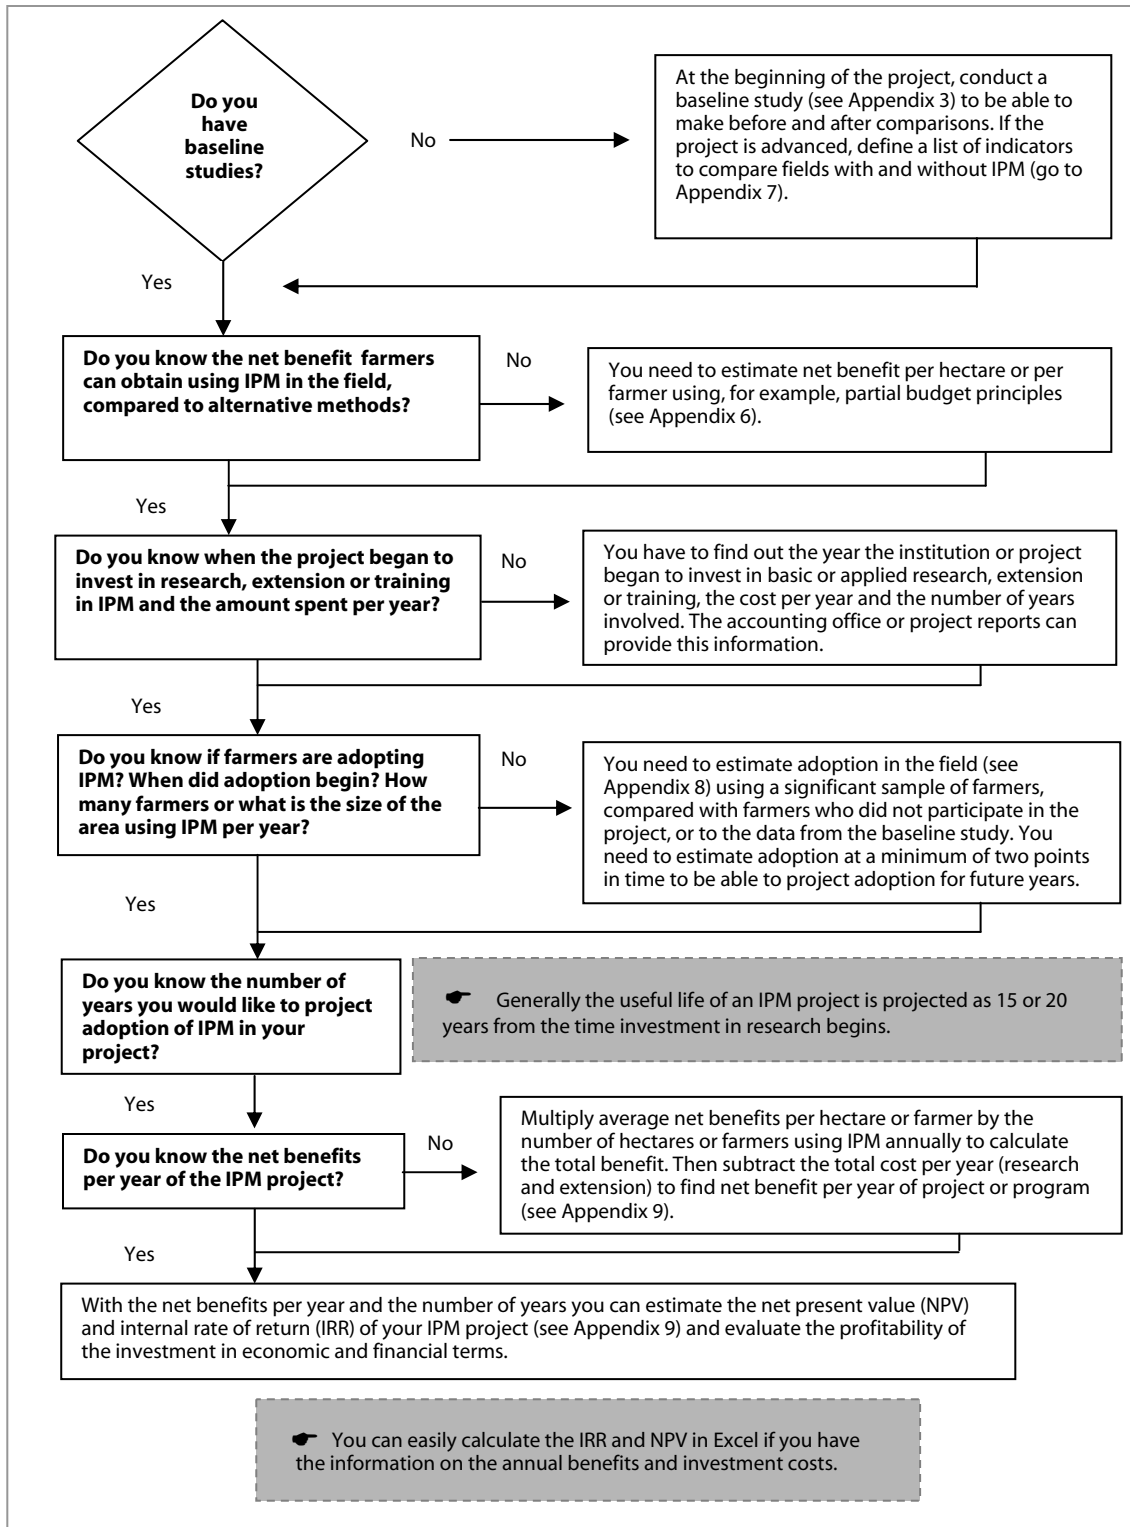 Do you
have
baseline
studies?
No
At the beginning of the project, conduct a
baseline study (see Appendix 3) to be able to
make before and after comparisons. If the
project is advanced, define a list of indicators
to compare fields with and without IPM (go to
Appendix 7).
Yes
Do you know the net benefit farmers
can obtain using IPM in the field,
compared to alternative methods?
No
You need to estimate net benefit per hectare or per
farmer using, for example, partial budget principles
(see Appendix 6).
Yes
Do you know when the project began to
invest in research, extension or training
in IPM and the amount spent per year?
No
You have to find out the year the institution or project
began to invest in basic or applied research, extension
or training, the cost per year and the number of years
involved. The accounting office or project reports can
provide this information.
Yes
Do you know if farmers are adopting
IPM? When did adoption begin? How
many farmers or what is the size of the
area using IPM per year?
No
You need to estimate adoption in the field (see
Appendix 8) using a significant sample of farmers,
compared with farmers who did not participate in the
project, or to the data from the baseline study. You
need to estimate adoption at a minimum of two points
in time to be able to project adoption for future years.
Yes
Do you know the number of
years you would like to project
adoption of IPM in your
project?
Generally the useful life of an IPM project is projected as 15 or 20
years from the time investment in research begins.
Yes
Do you know the net benefits
per year of the IPM project?
No
Multiply average net benefits per hectare or farmer by the
number of hectares or farmers using IPM annually to calculate
the total benefit. Then subtract the total cost per year (research
and extension) to find net benefit per year of project or program
(see Appendix 9).
Yes
With the net benefits per year and the number of years you can estimate the net present value (NPV)
and internal rate of return (IRR) of your IPM project (see Appendix 9) and evaluate the profitability of
the investment in economic and financial terms.
You can easily calculate the IRR and NPV in Excel if you have
the information on the annual benefits and investment costs.